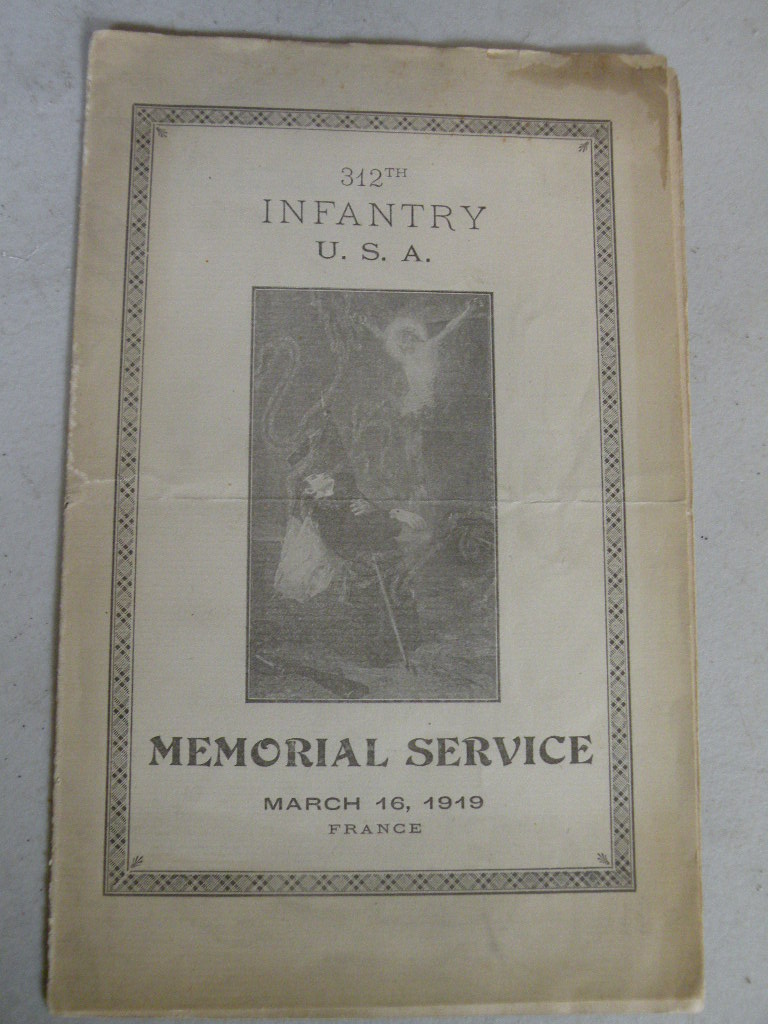 312TH
INFANTRY
U. S. A.
MEMORIAL SERVICE
MARCH 16, 1919
FRANCE